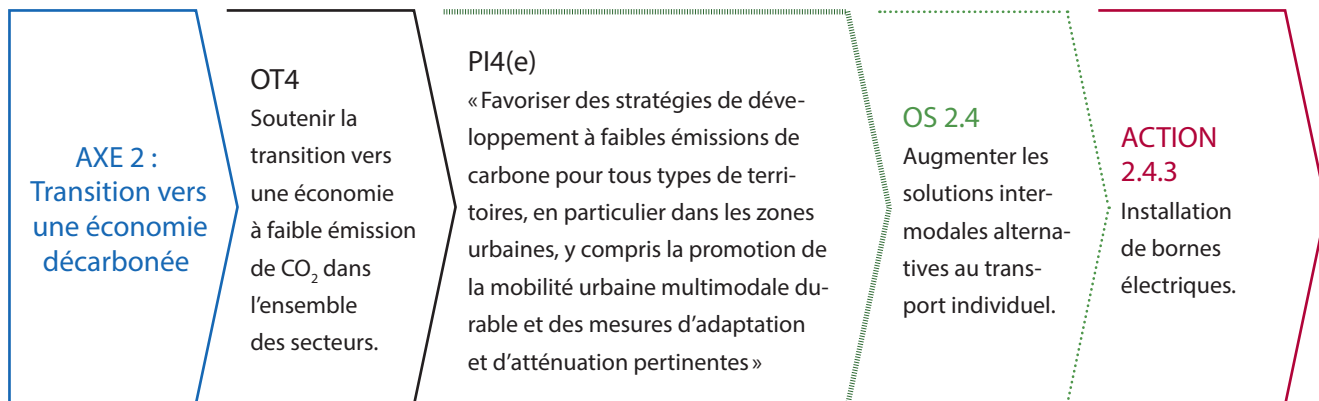 AXE 2 :
Transition vers
une économie
décarbonée
OT4
Soutenir la
transition vers
une économie
à faible émission
de CO₂ dans
l’ensemble
des secteurs.
PI4(e)
« Favoriser des stratégies de déve-
loppement à faibles émissions de
carbone pour tous types de terri-
toires, en particulier dans les zones
urbaines, y compris la promotion de
la mobilité urbaine multimodale du-
rable et des mesures d’adaptation
et d’atténuation pertinentes »
OS 2.4
Augmenter les
solutions inter-
modales alterna-
tives au trans-
port individuel.
ACTION
2.4.3
Installation
de bornes
électriques.